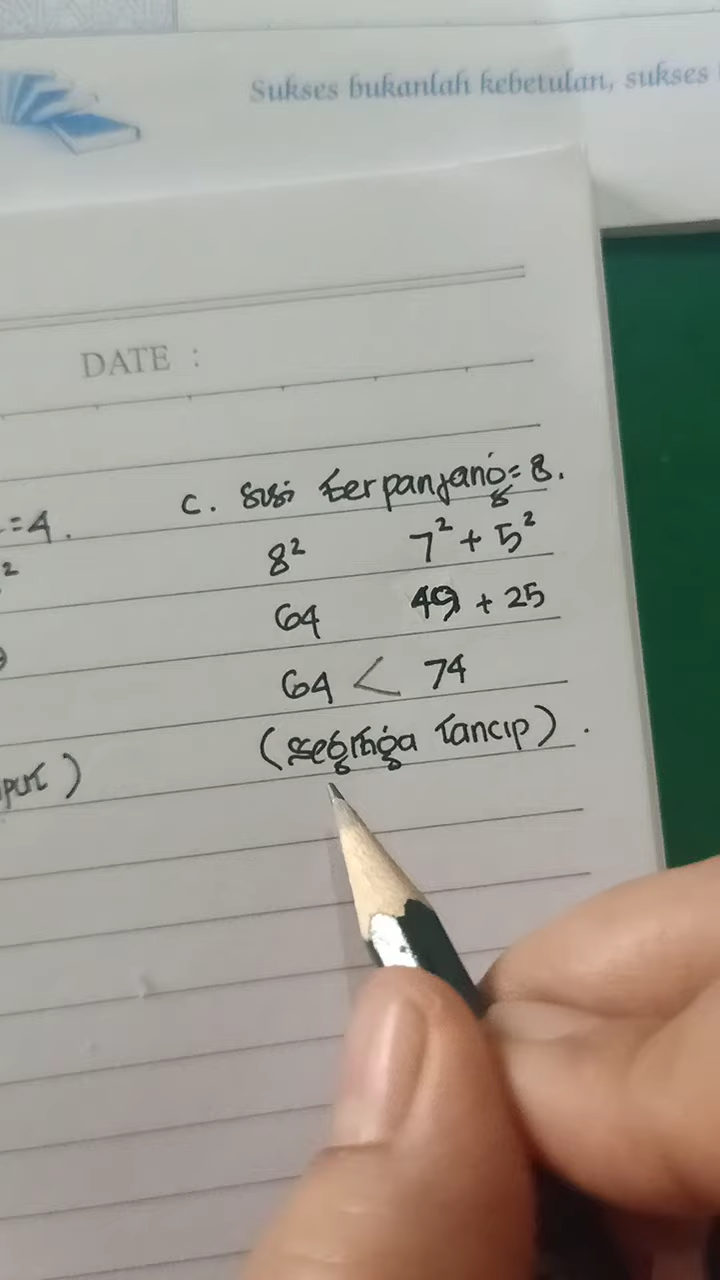 Sukses bukanlah kebetulan, sukses
DATE :
=4.
c. sisi terpanjang = 8.
2
8² 7² + 5²
64 49 + 25
64 < 74
(segitiga lancip).